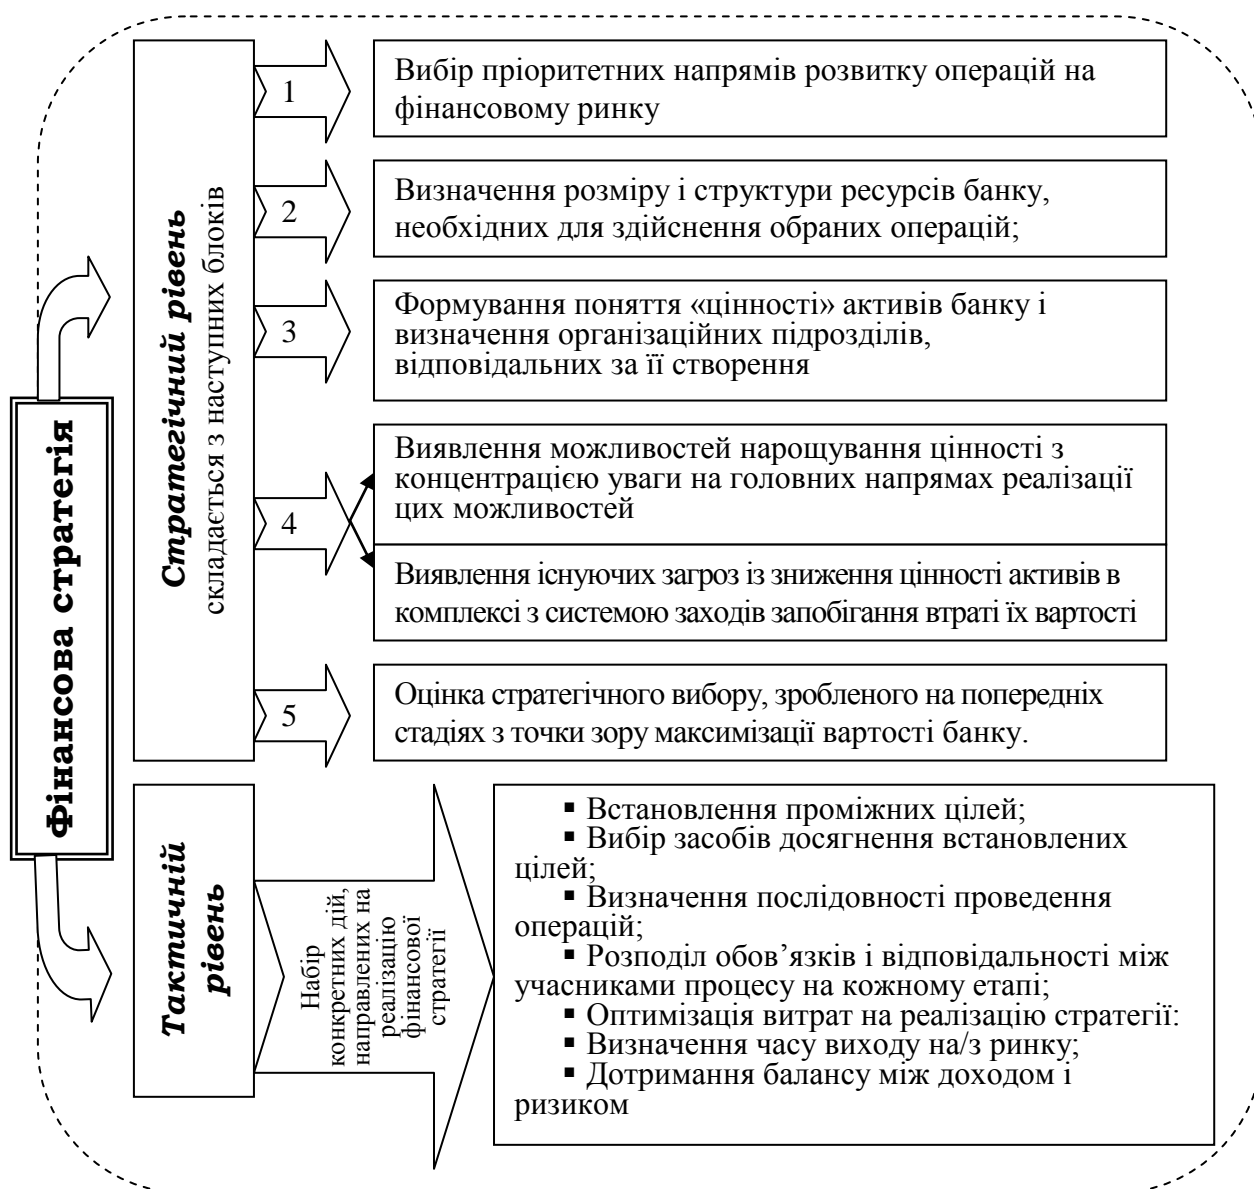 Фінансова стратегія
Стратегічний рівень
складається з наступних блоків
1
Вибір пріоритетних напрямів розвитку операцій на
фінансовому ринку
2
Визначення розміру і структури ресурсів банку,
необхідних для здійснення обраних операцій;
3
Формування поняття «цінності» активів банку і
визначення організаційних підрозділів,
відповідальних за її створення
4
Виявлення можливостей нарощування цінності з
концентрацією уваги на головних напрямах реалізації
цих можливостей
Виявлення існуючих загроз із зниження цінності активів в
комплексі з системою заходів запобігання втраті їх вартості
5
Оцінка стратегічного вибору, зробленого на попередніх
стадіях з точки зору максимізації вартості банку.
Тактичній
рівень
Набір
конкретних дій,
направлених на
реалізацію
фінансової
стратегії
▪ Встановлення проміжних цілей;
▪ Вибір засобів досягнення встановлених
цілей;
▪ Визначення послідовності проведення
операцій;
▪ Розподіл обов’язків і відповідальності між
учасниками процесу на кожному етапі;
▪ Оптимізація витрат на реалізацію стратегії:
▪ Визначення часу виходу на/з ринку;
▪ Дотримання балансу між доходом і
ризиком